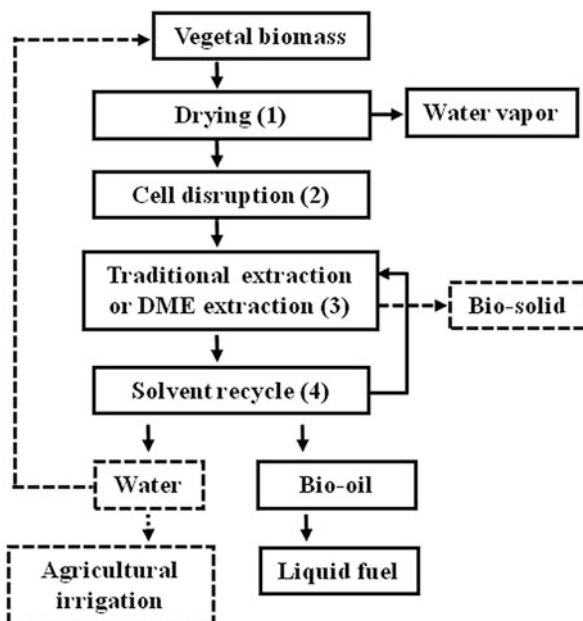 Vegetal biomass
Drying (1)
Water vapor
Cell disruption (2)
Traditional extraction
or DME extraction (3)
Bio-solid
Solvent recycle (4)
Water
Bio-oil
Agricultural
irrigation
Liquid fuel